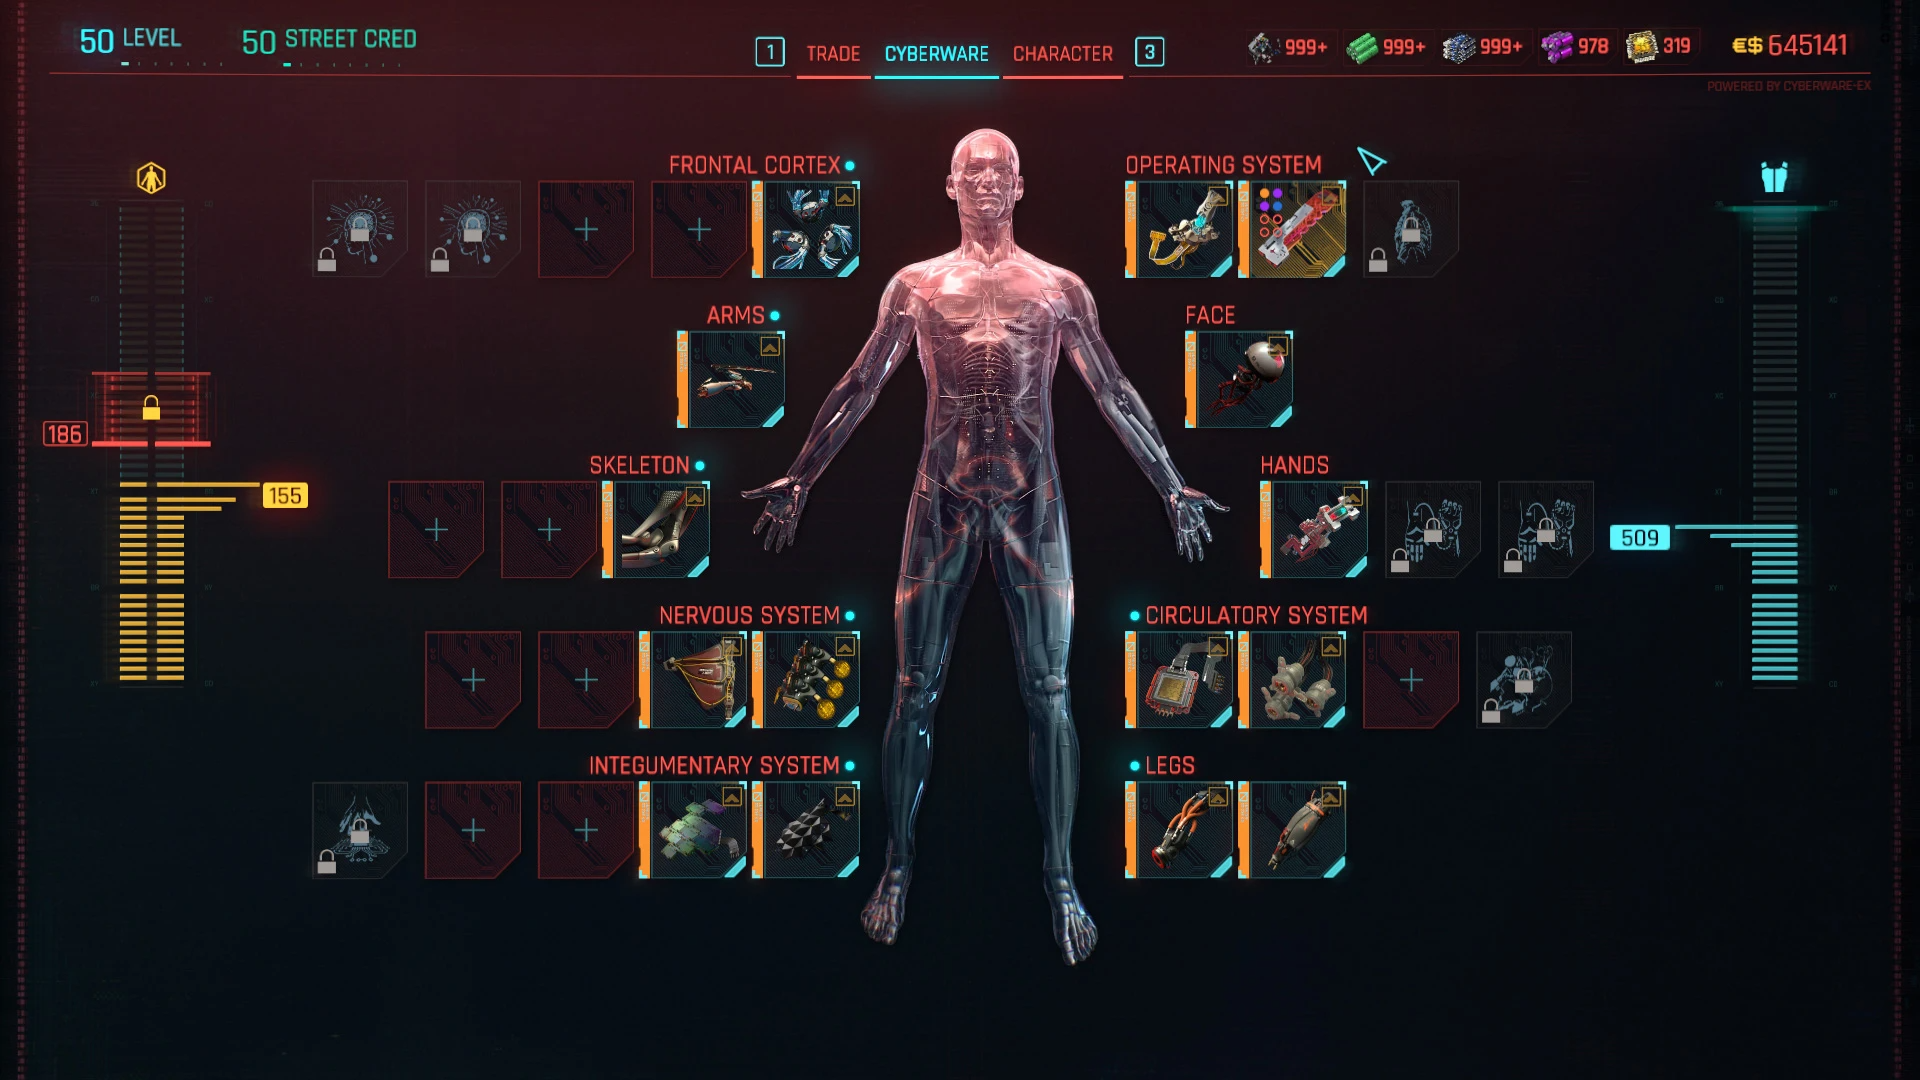 50 LEVEL
50 STREET CRED
1 TRADE CYBERWARE CHARACTER 3
999+ 999+ 999+ 978 319 €$ 645141
POWERED BY CYBERWARE-EX
FRONTAL CORTEX
OPERATING SYSTEM
ARMS
FACE
186
SKELETON
HANDS
155
509
NERVOUS SYSTEM
CIRCULATORY SYSTEM
INTEGUMENTARY SYSTEM
LEGS